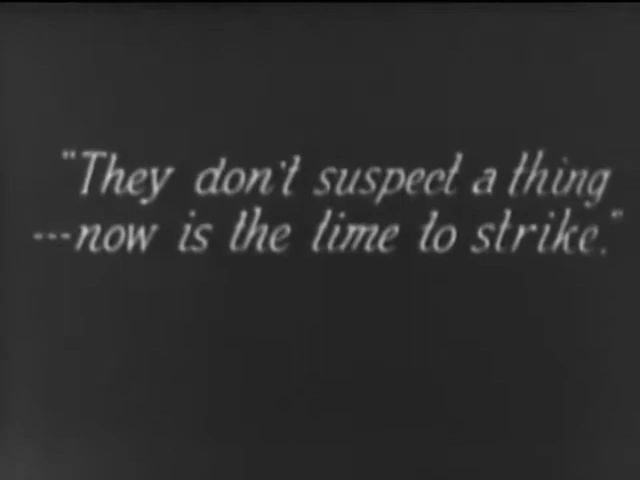 "They don't suspect a thing
---now is the time to strike."